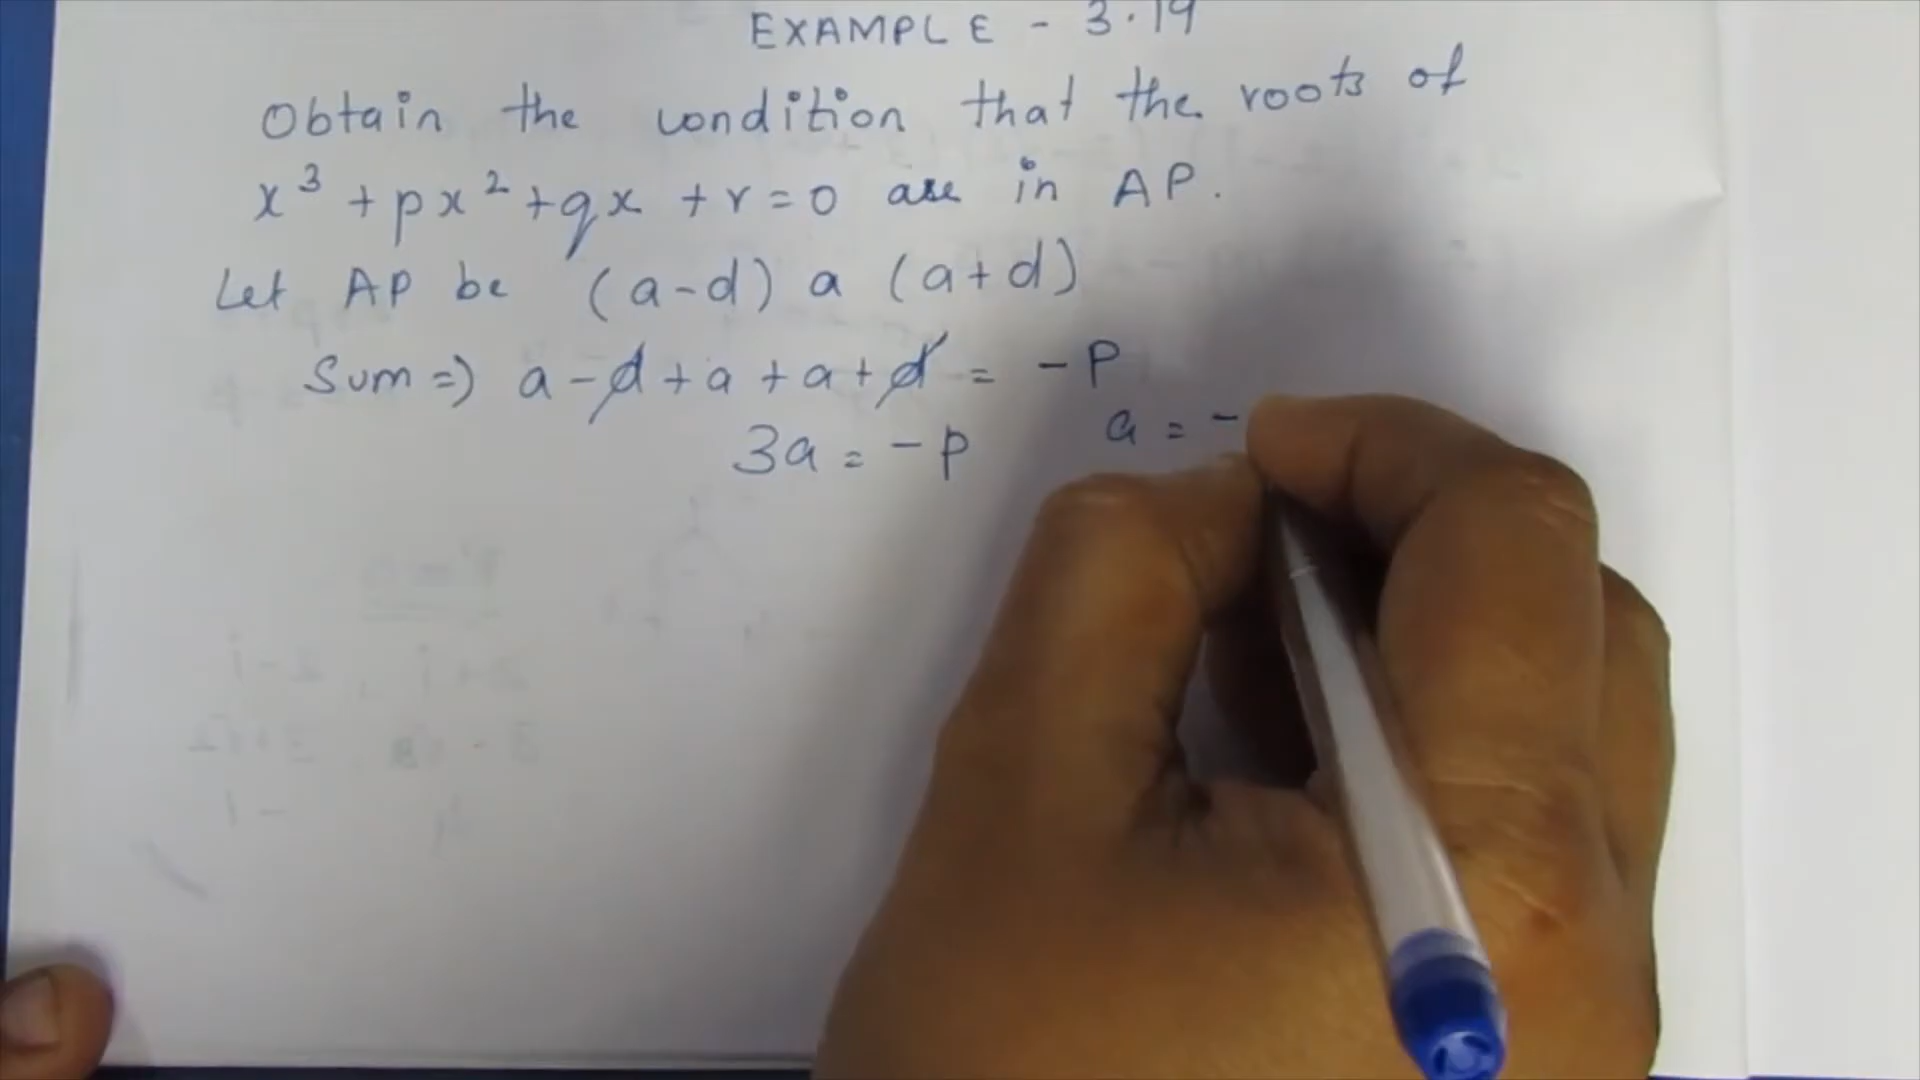 EXAMPLE - 3.19
Obtain the condition that the roots of
x³ + px² + qx + r = 0 are in AP.
Let AP be (a-d) a (a+d)
Sum => a - d + a + a + d = -P
3a = -p a = -